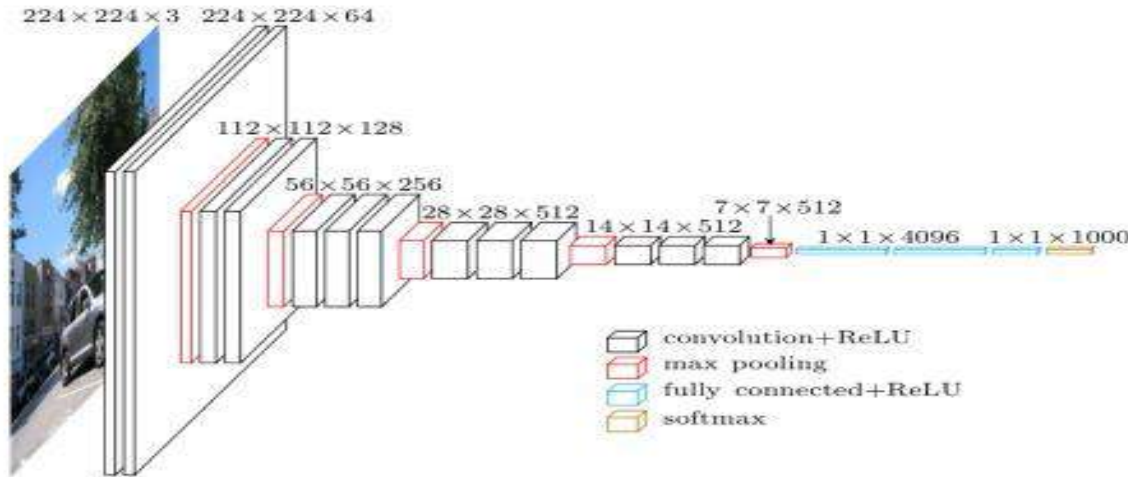 224 × 224 × 3
224 × 224 × 64
112 × 112 × 128
56 × 56 × 256
28 × 28 × 512
14 × 14 × 512
7 × 7 × 512
1 × 1 × 4096
1 × 1 × 1000
convolution+ReLU
max pooling
fully connected+ReLU
softmax